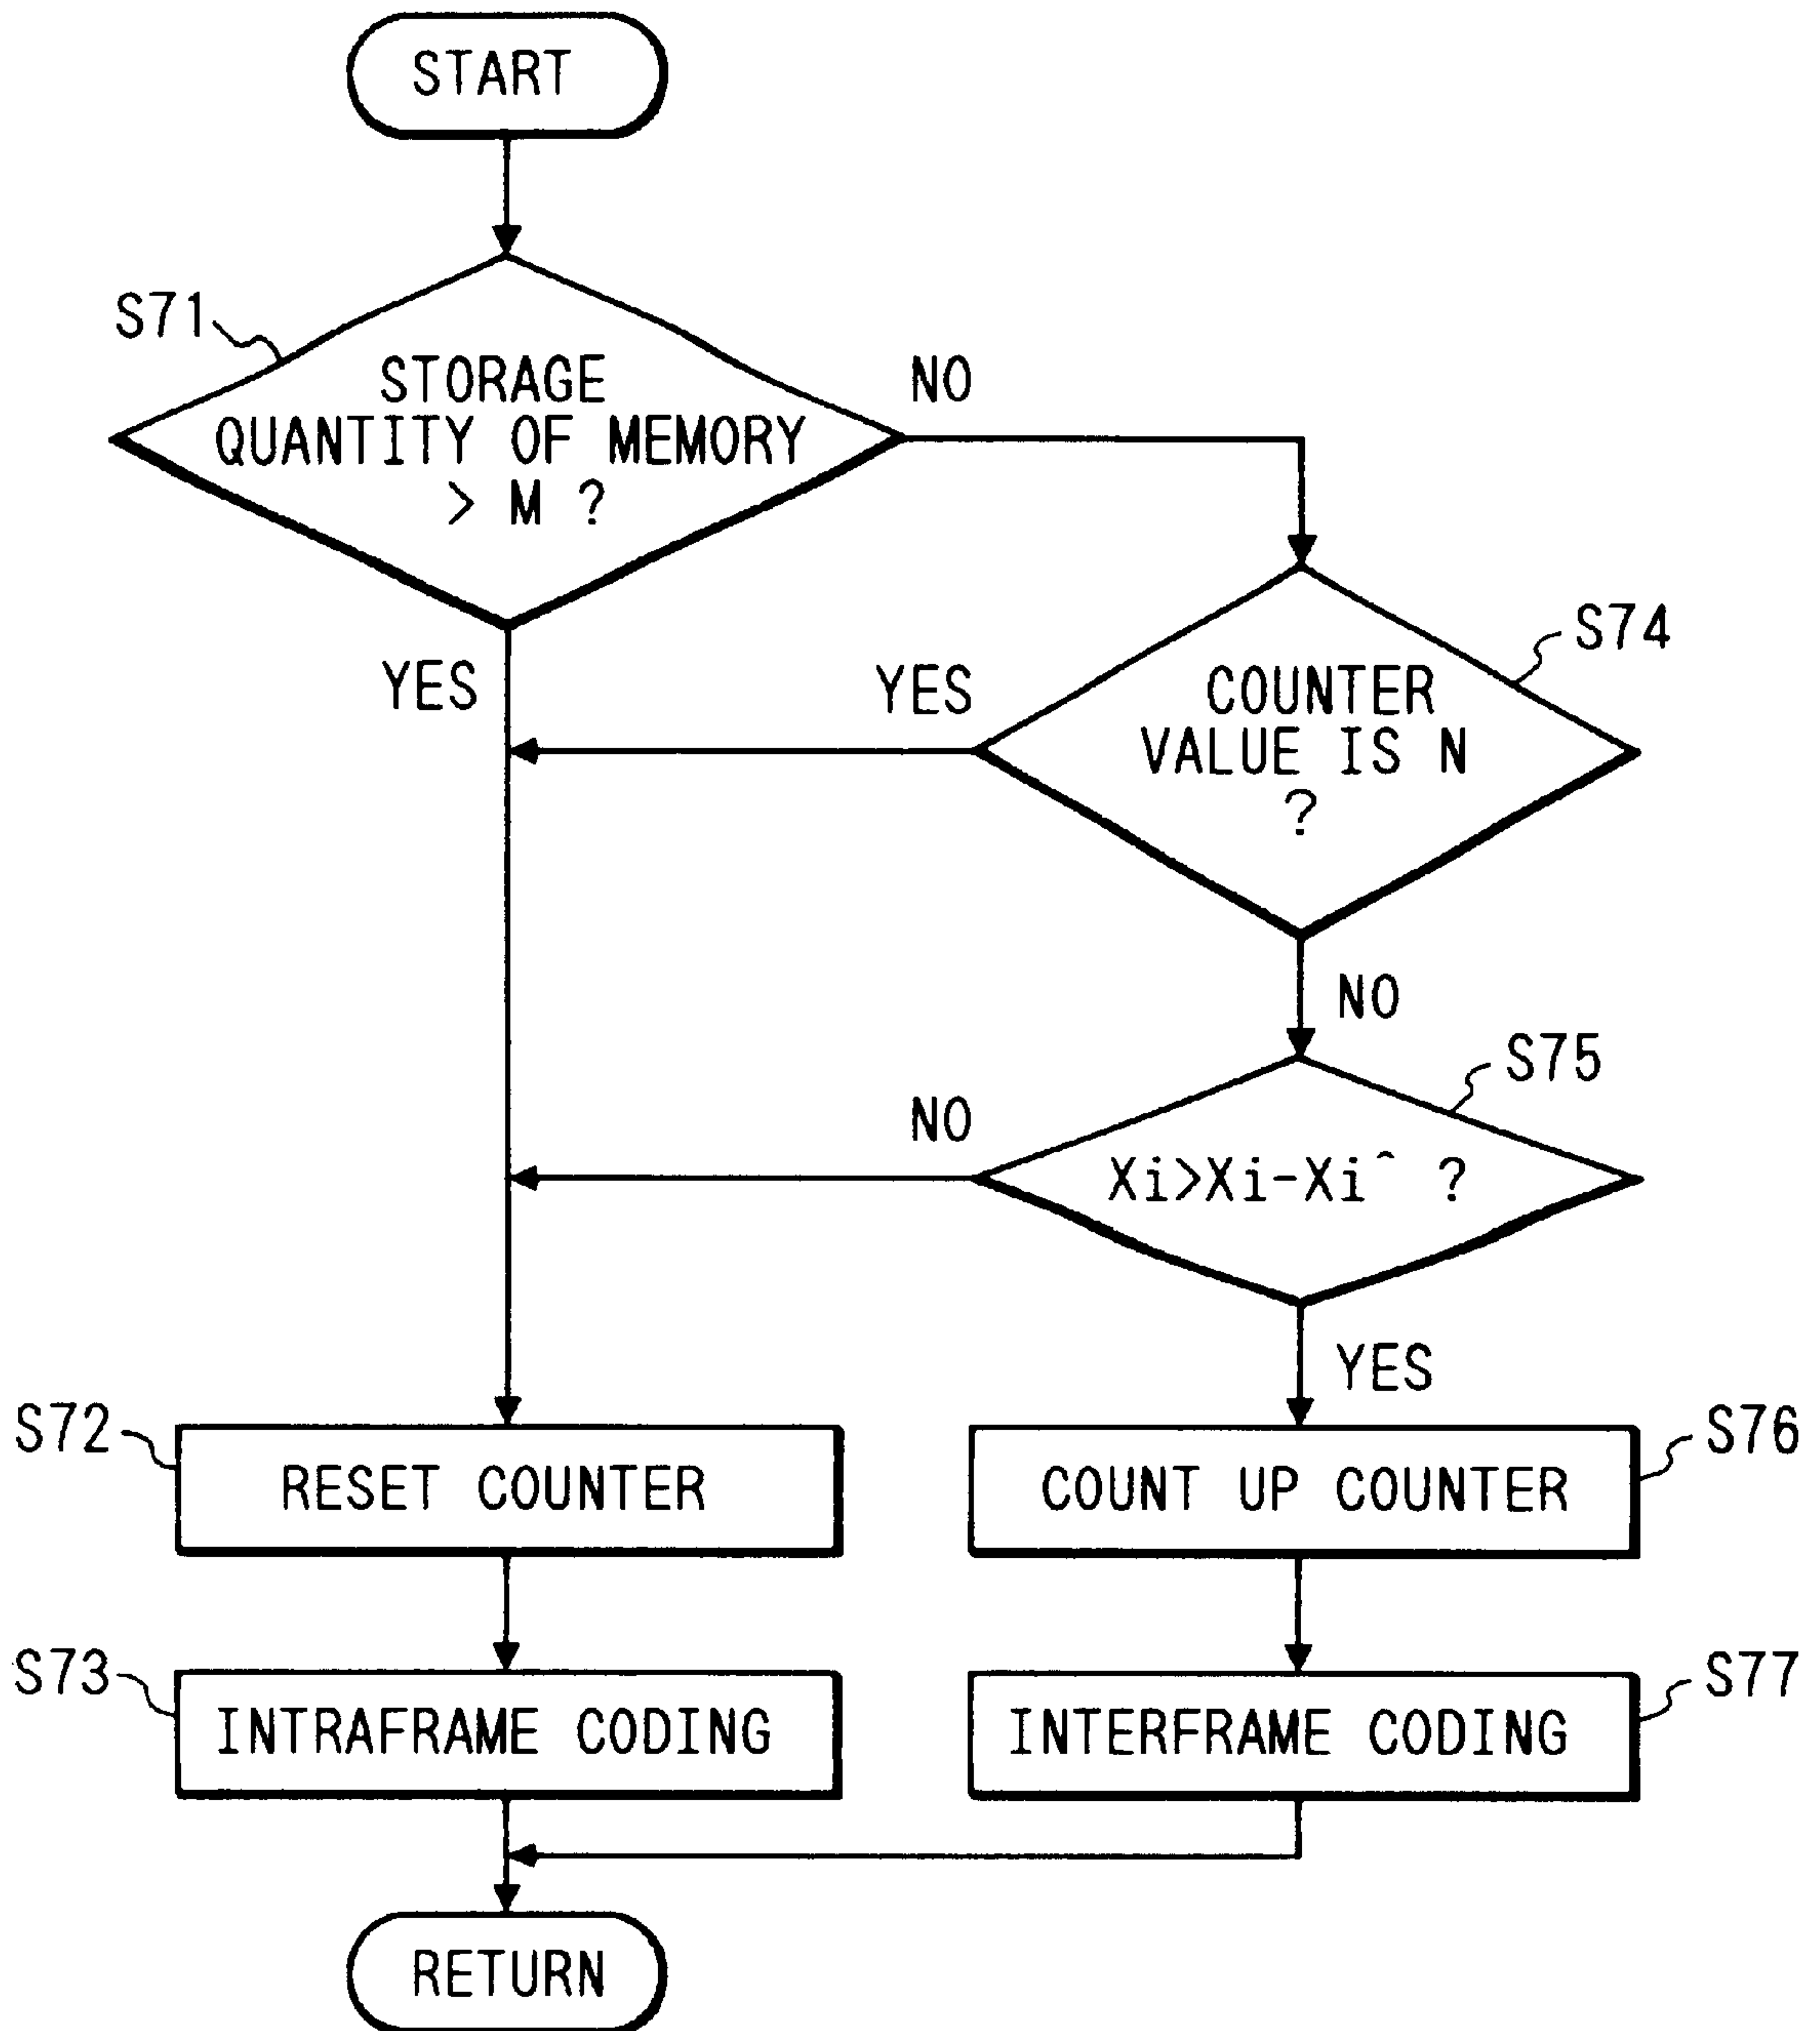 START
S71
STORAGE
QUANTITY OF MEMORY
> M ?
NO
YES
S74
COUNTER
VALUE IS N
?
YES
NO
S75
Xi>Xi-Xi^ ?
NO
YES
S72
RESET COUNTER
S76
COUNT UP COUNTER
S73
INTRAFRAME CODING
S77
INTERFRAME CODING
RETURN